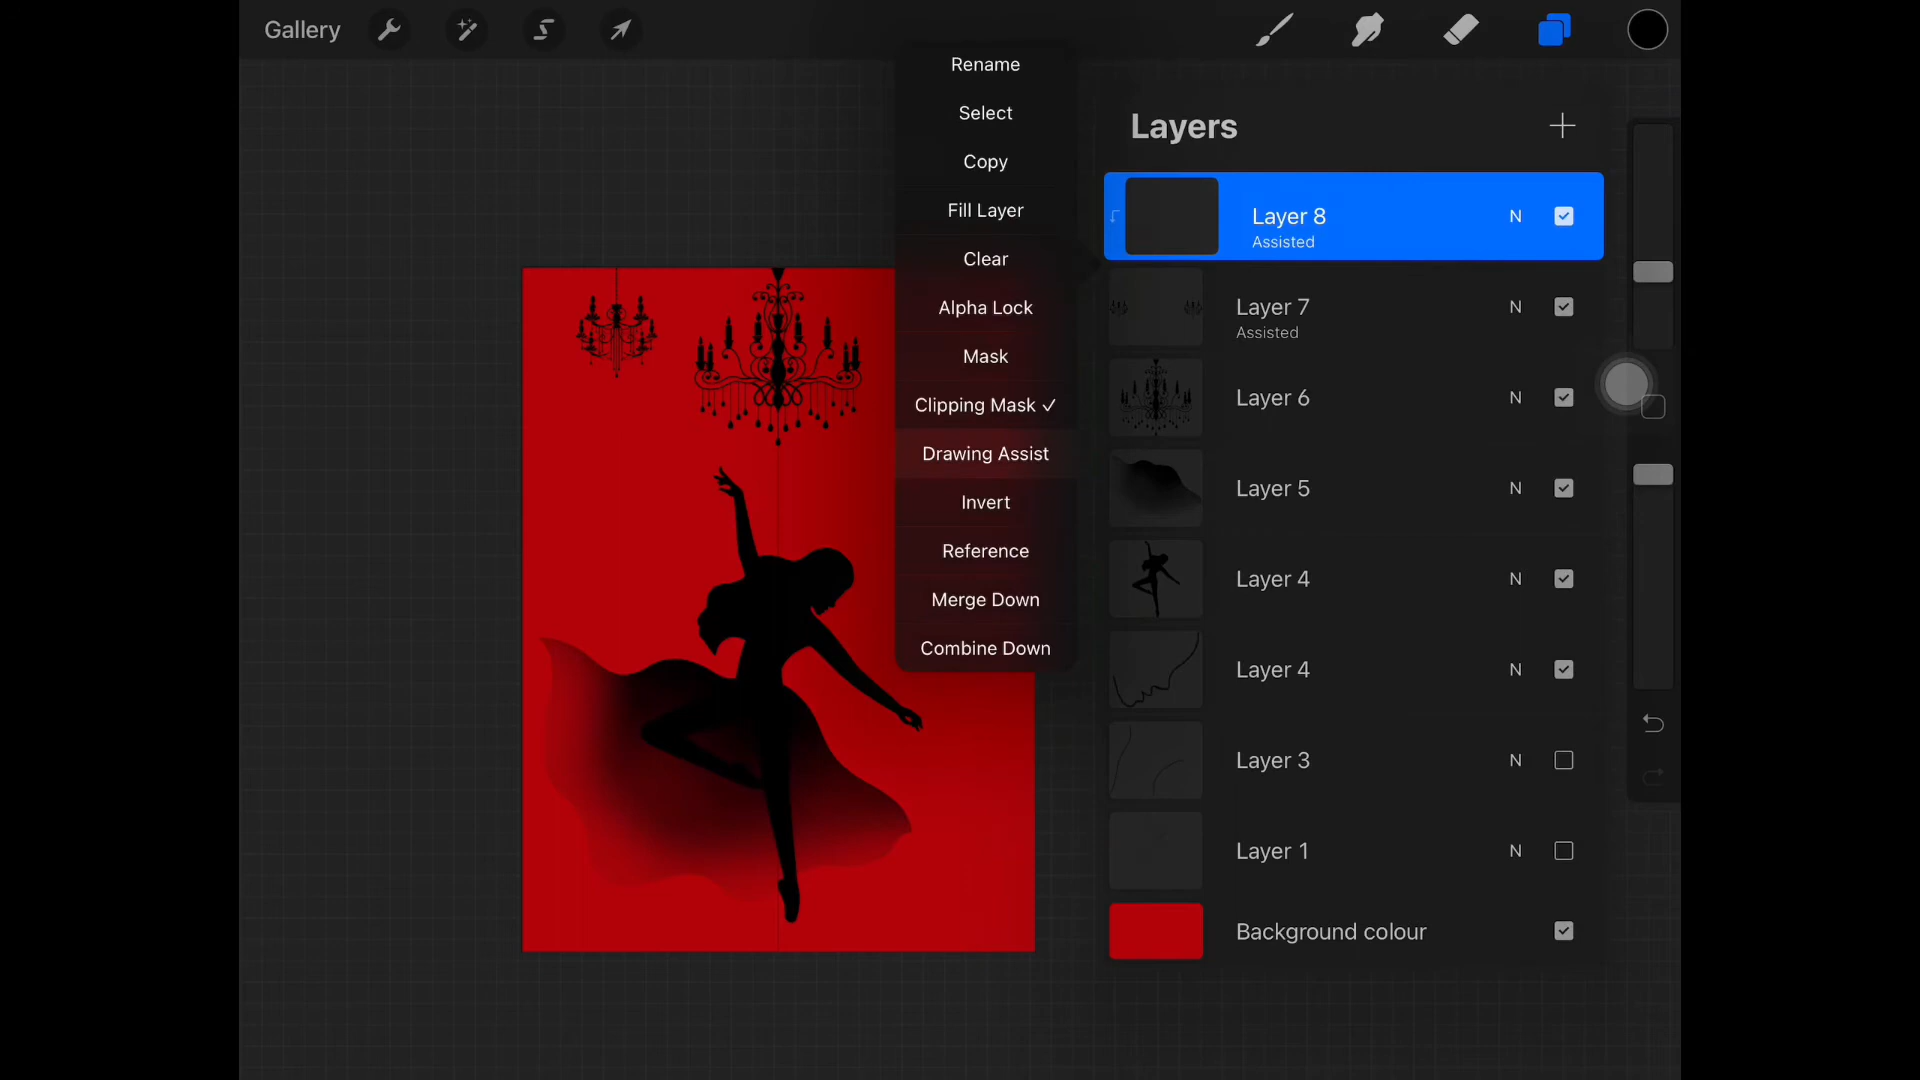 Gallery
Rename
Select
Copy
Fill Layer
Clear
Alpha Lock
Mask
Clipping Mask ✓
Drawing Assist
Invert
Reference
Merge Down
Combine Down
Layers
Layer 8 N
Assisted
Layer 7 N
Assisted
Layer 6 N
Layer 5 N
Layer 4 N
Layer 4 N
Layer 3 N
Layer 1 N
Background colour